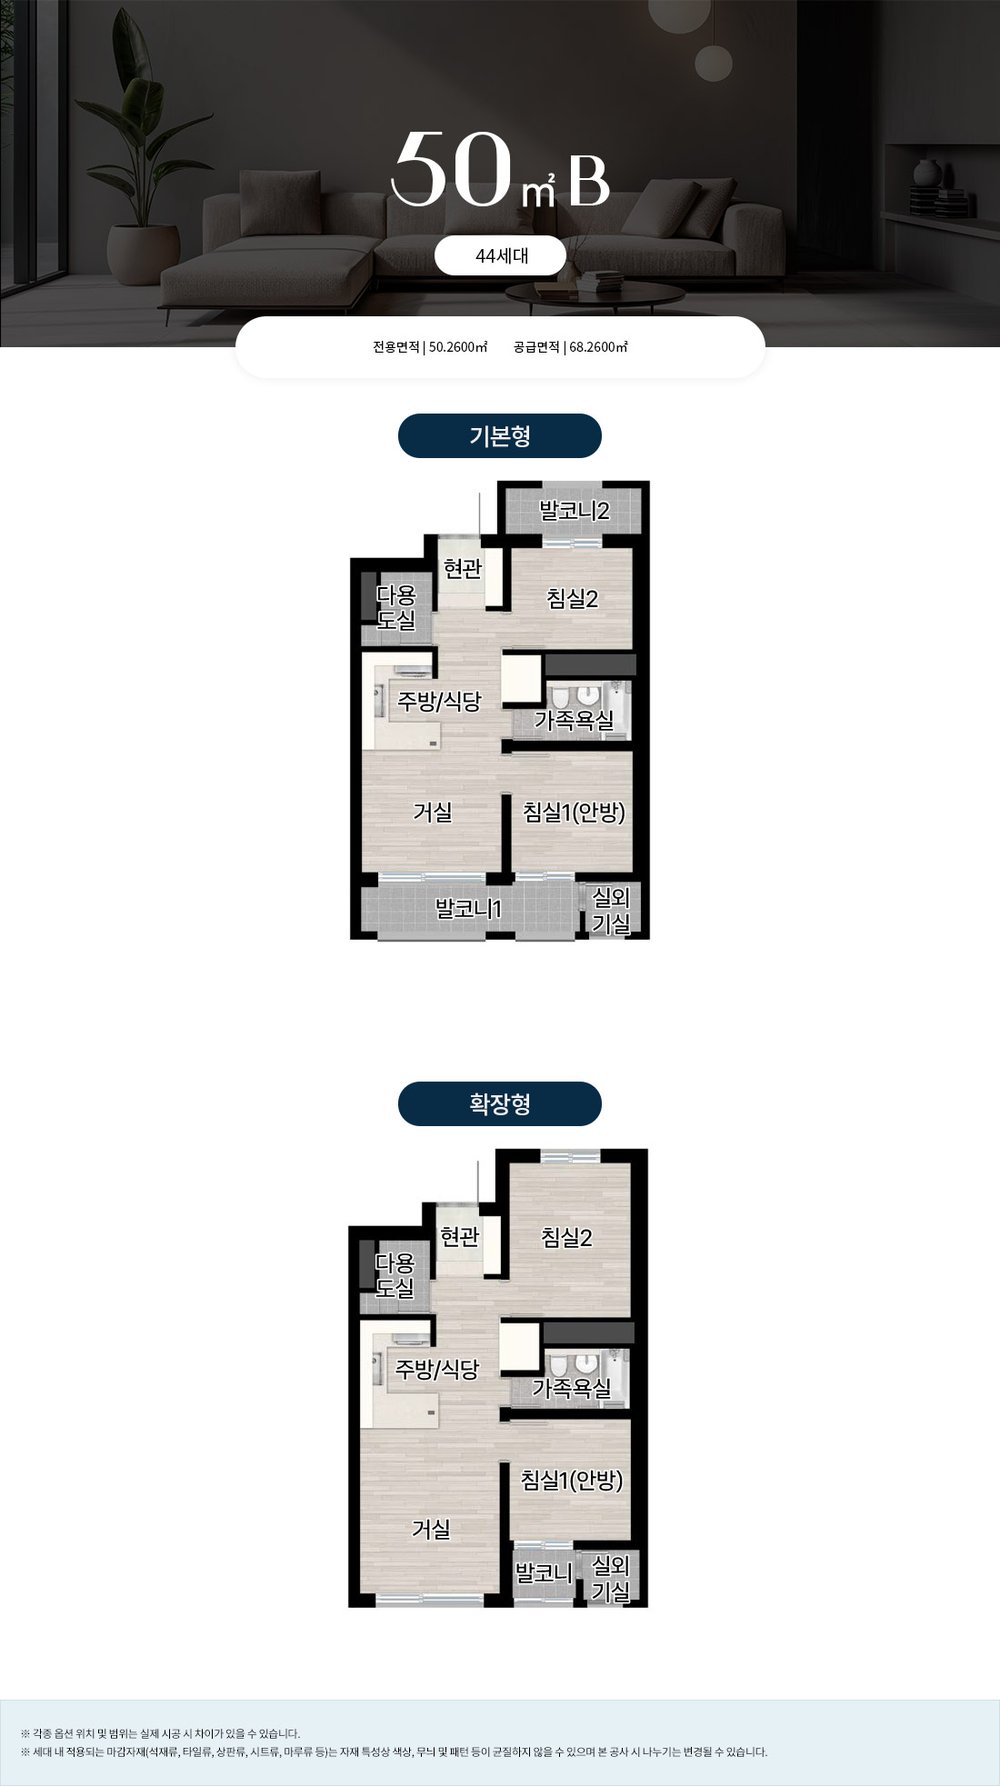 50㎡ B
44세대
전용면적 | 50.2600㎡ 공급면적 | 68.2600㎡
기본형
발코니2
현관
침실2
다용
도실
주방/식당
가족욕실
거실
침실1(안방)
발코니1
실외
기실
확장형
현관
침실2
다용
도실
주방/식당
가족욕실
침실1(안방)
거실
발코니
실외
기실
※ 각종 옵션 위치 및 범위는 실제 시공 시 차이가 있을 수 있습니다.
※ 세대 내 적용되는 마감자재(석재류, 타일류, 상판류, 시트류, 마루류 등)는 자재 특성상 색상, 무늬 및 패턴 등이 균질하지 않을 수 있으며 본 공사 시 나누기는 변경될 수 있습니다.